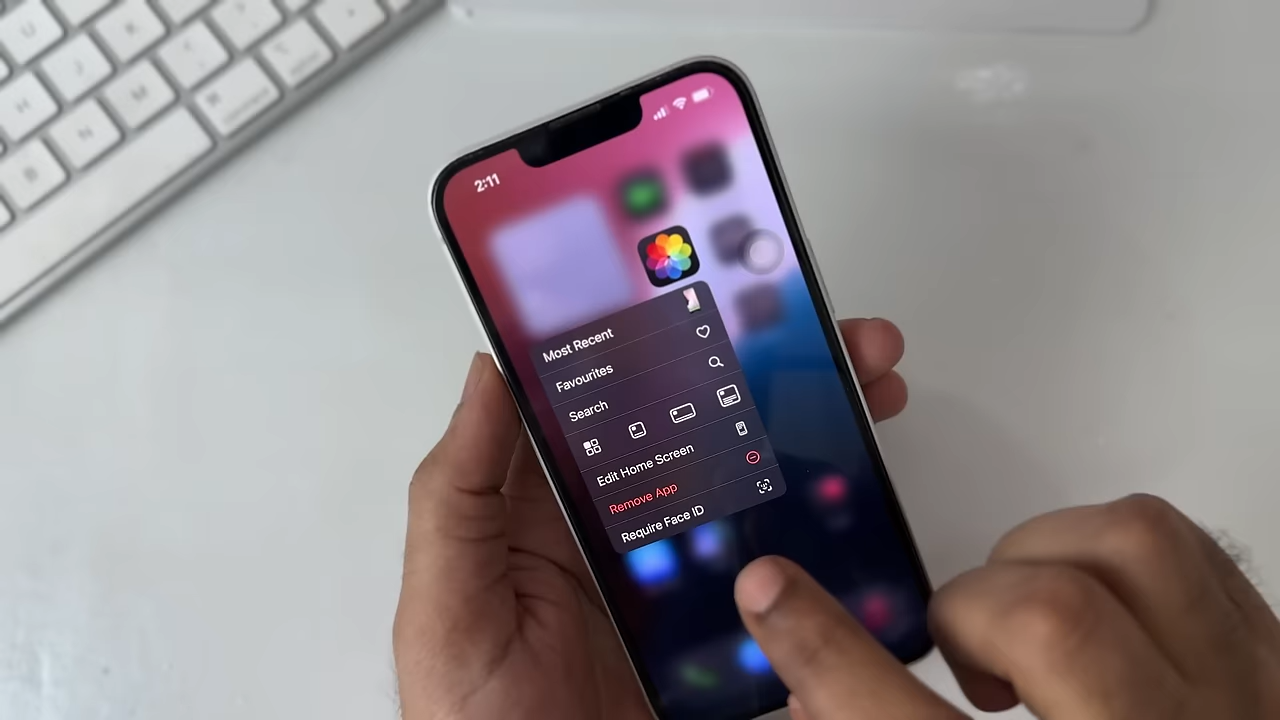 U
K
J
H
M
N
B
2:11
Most Recent
Favourites
Search
Edit Home Screen
Remove App
Require Face ID